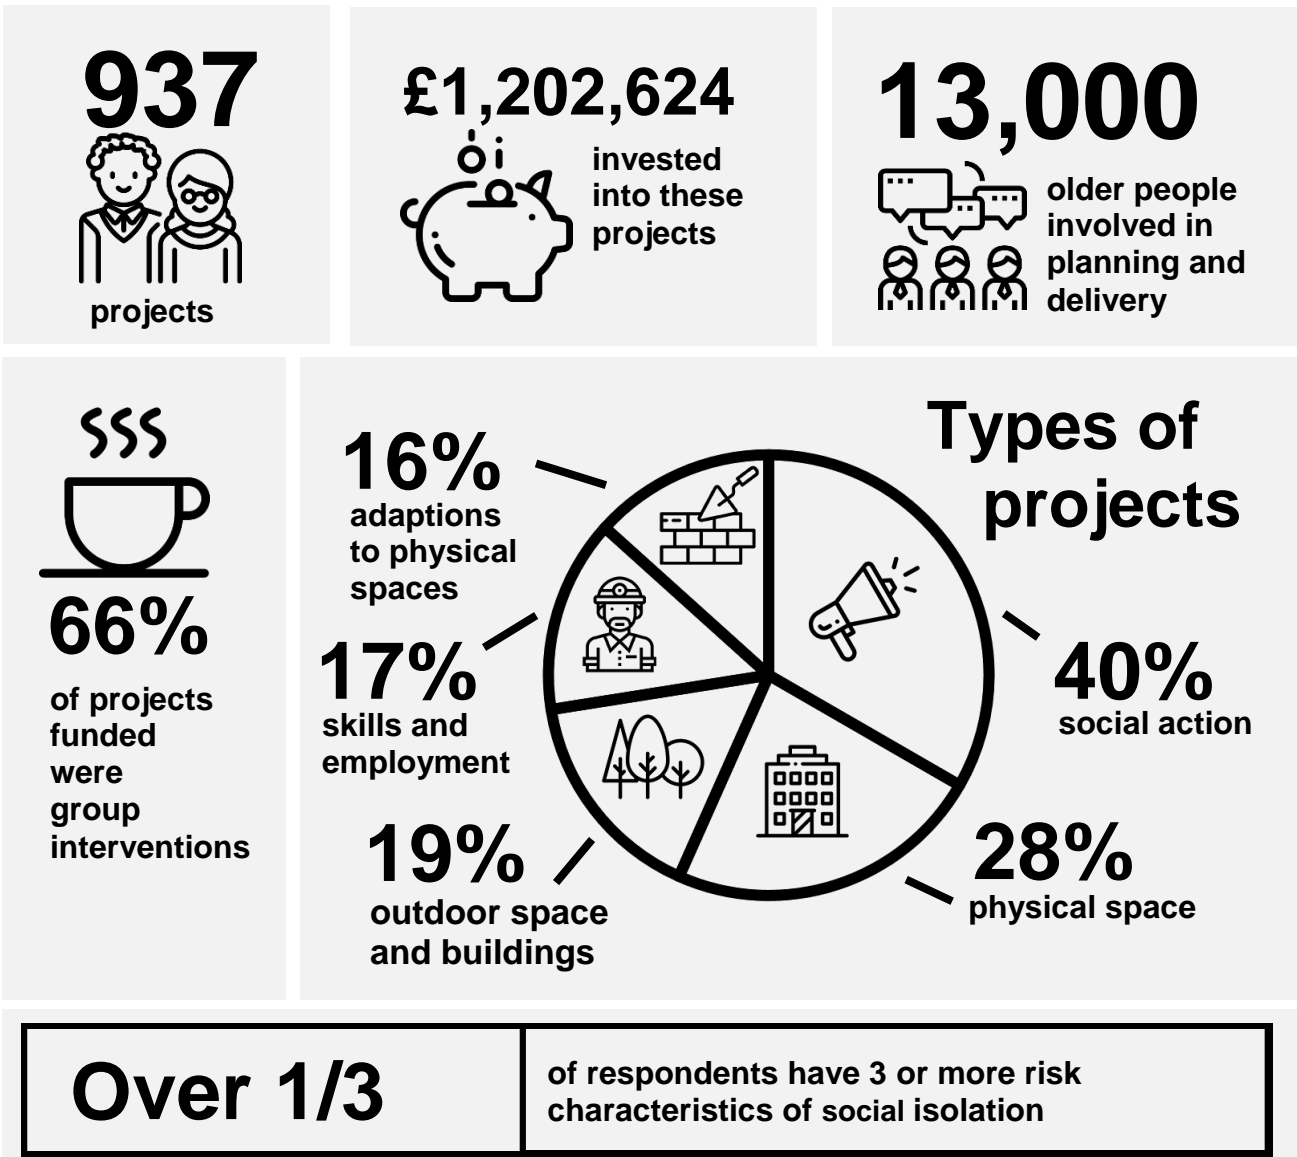 937
projects
£1,202,624
invested
into these
projects
13,000
older people
involved in
planning and
delivery
66%
of projects
funded
were
group
interventions
Types of
projects
16%
adaptions
to physical
spaces
17%
skills and
employment
19%
outdoor space
and buildings
40%
social action
28%
physical space
Over 1/3
of respondents have 3 or more risk
characteristics of social isolation